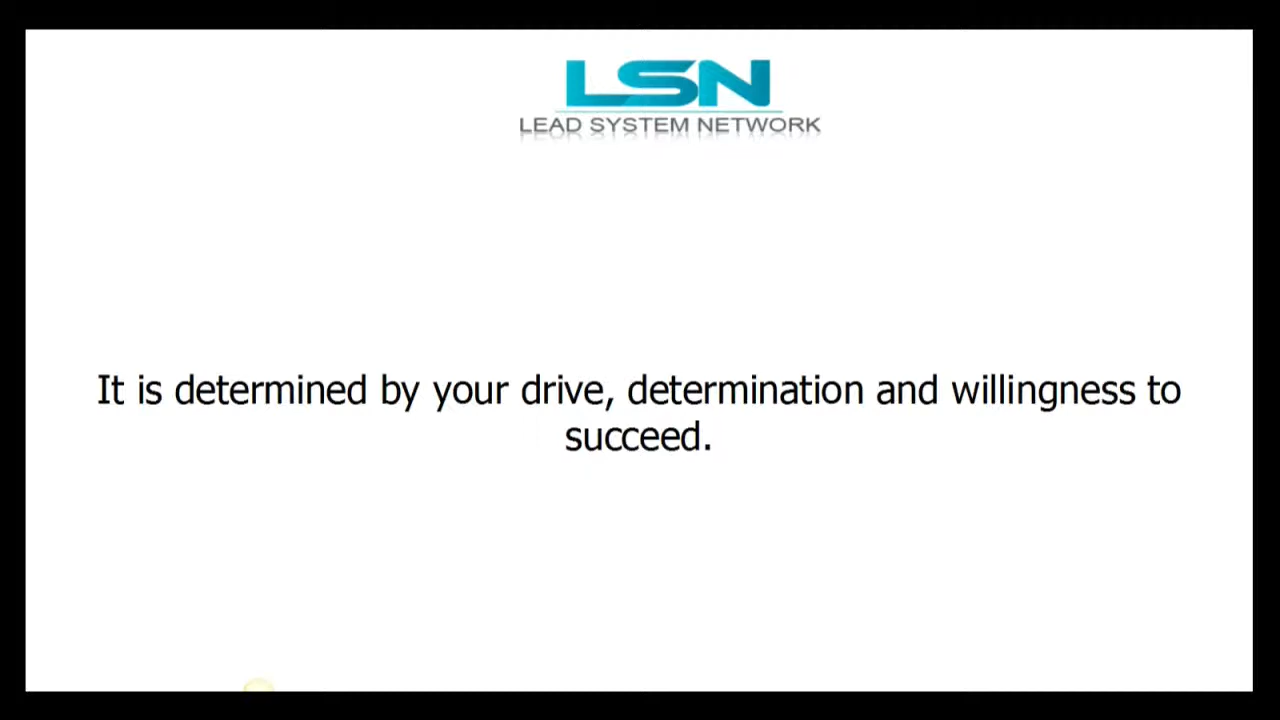 LSN
LEAD SYSTEM NETWORK
It is determined by your drive, determination and willingness to
succeed.